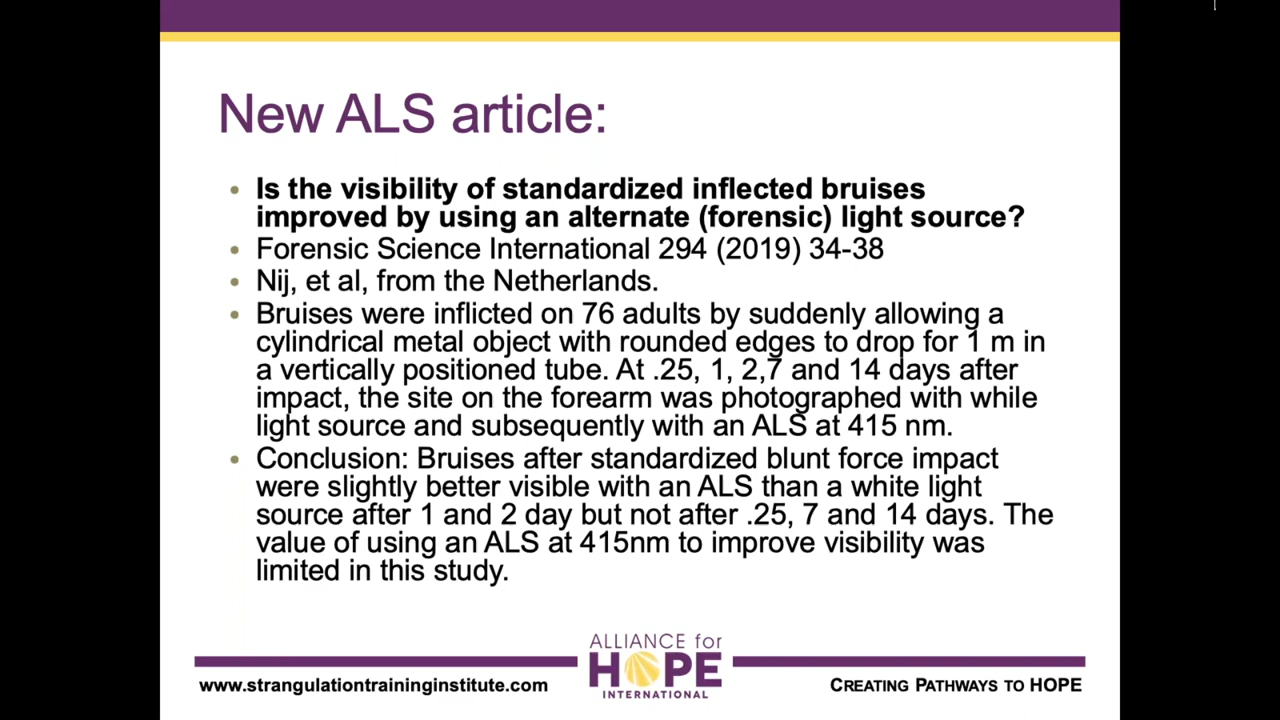 New ALS article:
• Is the visibility of standardized inflected bruises
improved by using an alternate (forensic) light source?
• Forensic Science International 294 (2019) 34-38
• Nij, et al, from the Netherlands.
• Bruises were inflicted on 76 adults by suddenly allowing a
cylindrical metal object with rounded edges to drop for 1 m in
a vertically positioned tube. At .25, 1, 2,7 and 14 days after
impact, the site on the forearm was photographed with while
light source and subsequently with an ALS at 415 nm.
• Conclusion: Bruises after standardized blunt force impact
were slightly better visible with an ALS than a white light
source after 1 and 2 day but not after .25, 7 and 14 days. The
value of using an ALS at 415nm to improve visibility was
limited in this study.
www.strangulationtraininginstitute.com
ALLIANCE for
HOPE
INTERNATIONAL
CREATING PATHWAYS TO HOPE